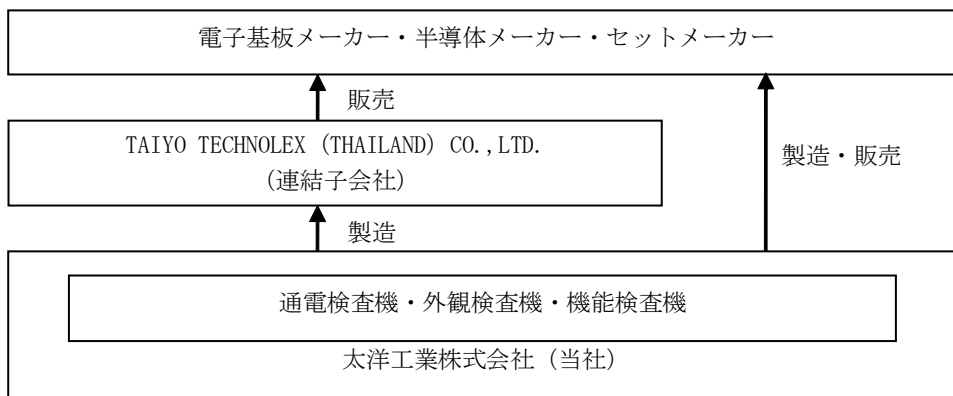 電子基板メーカー・半導体メーカー・セットメーカー
販売
TAIYO TECHNOLEX (THAILAND) CO.,LTD.
(連結子会社)
製造・販売
製造
通電検査機・外観検査機・機能検査機
太洋工業株式会社（当社）